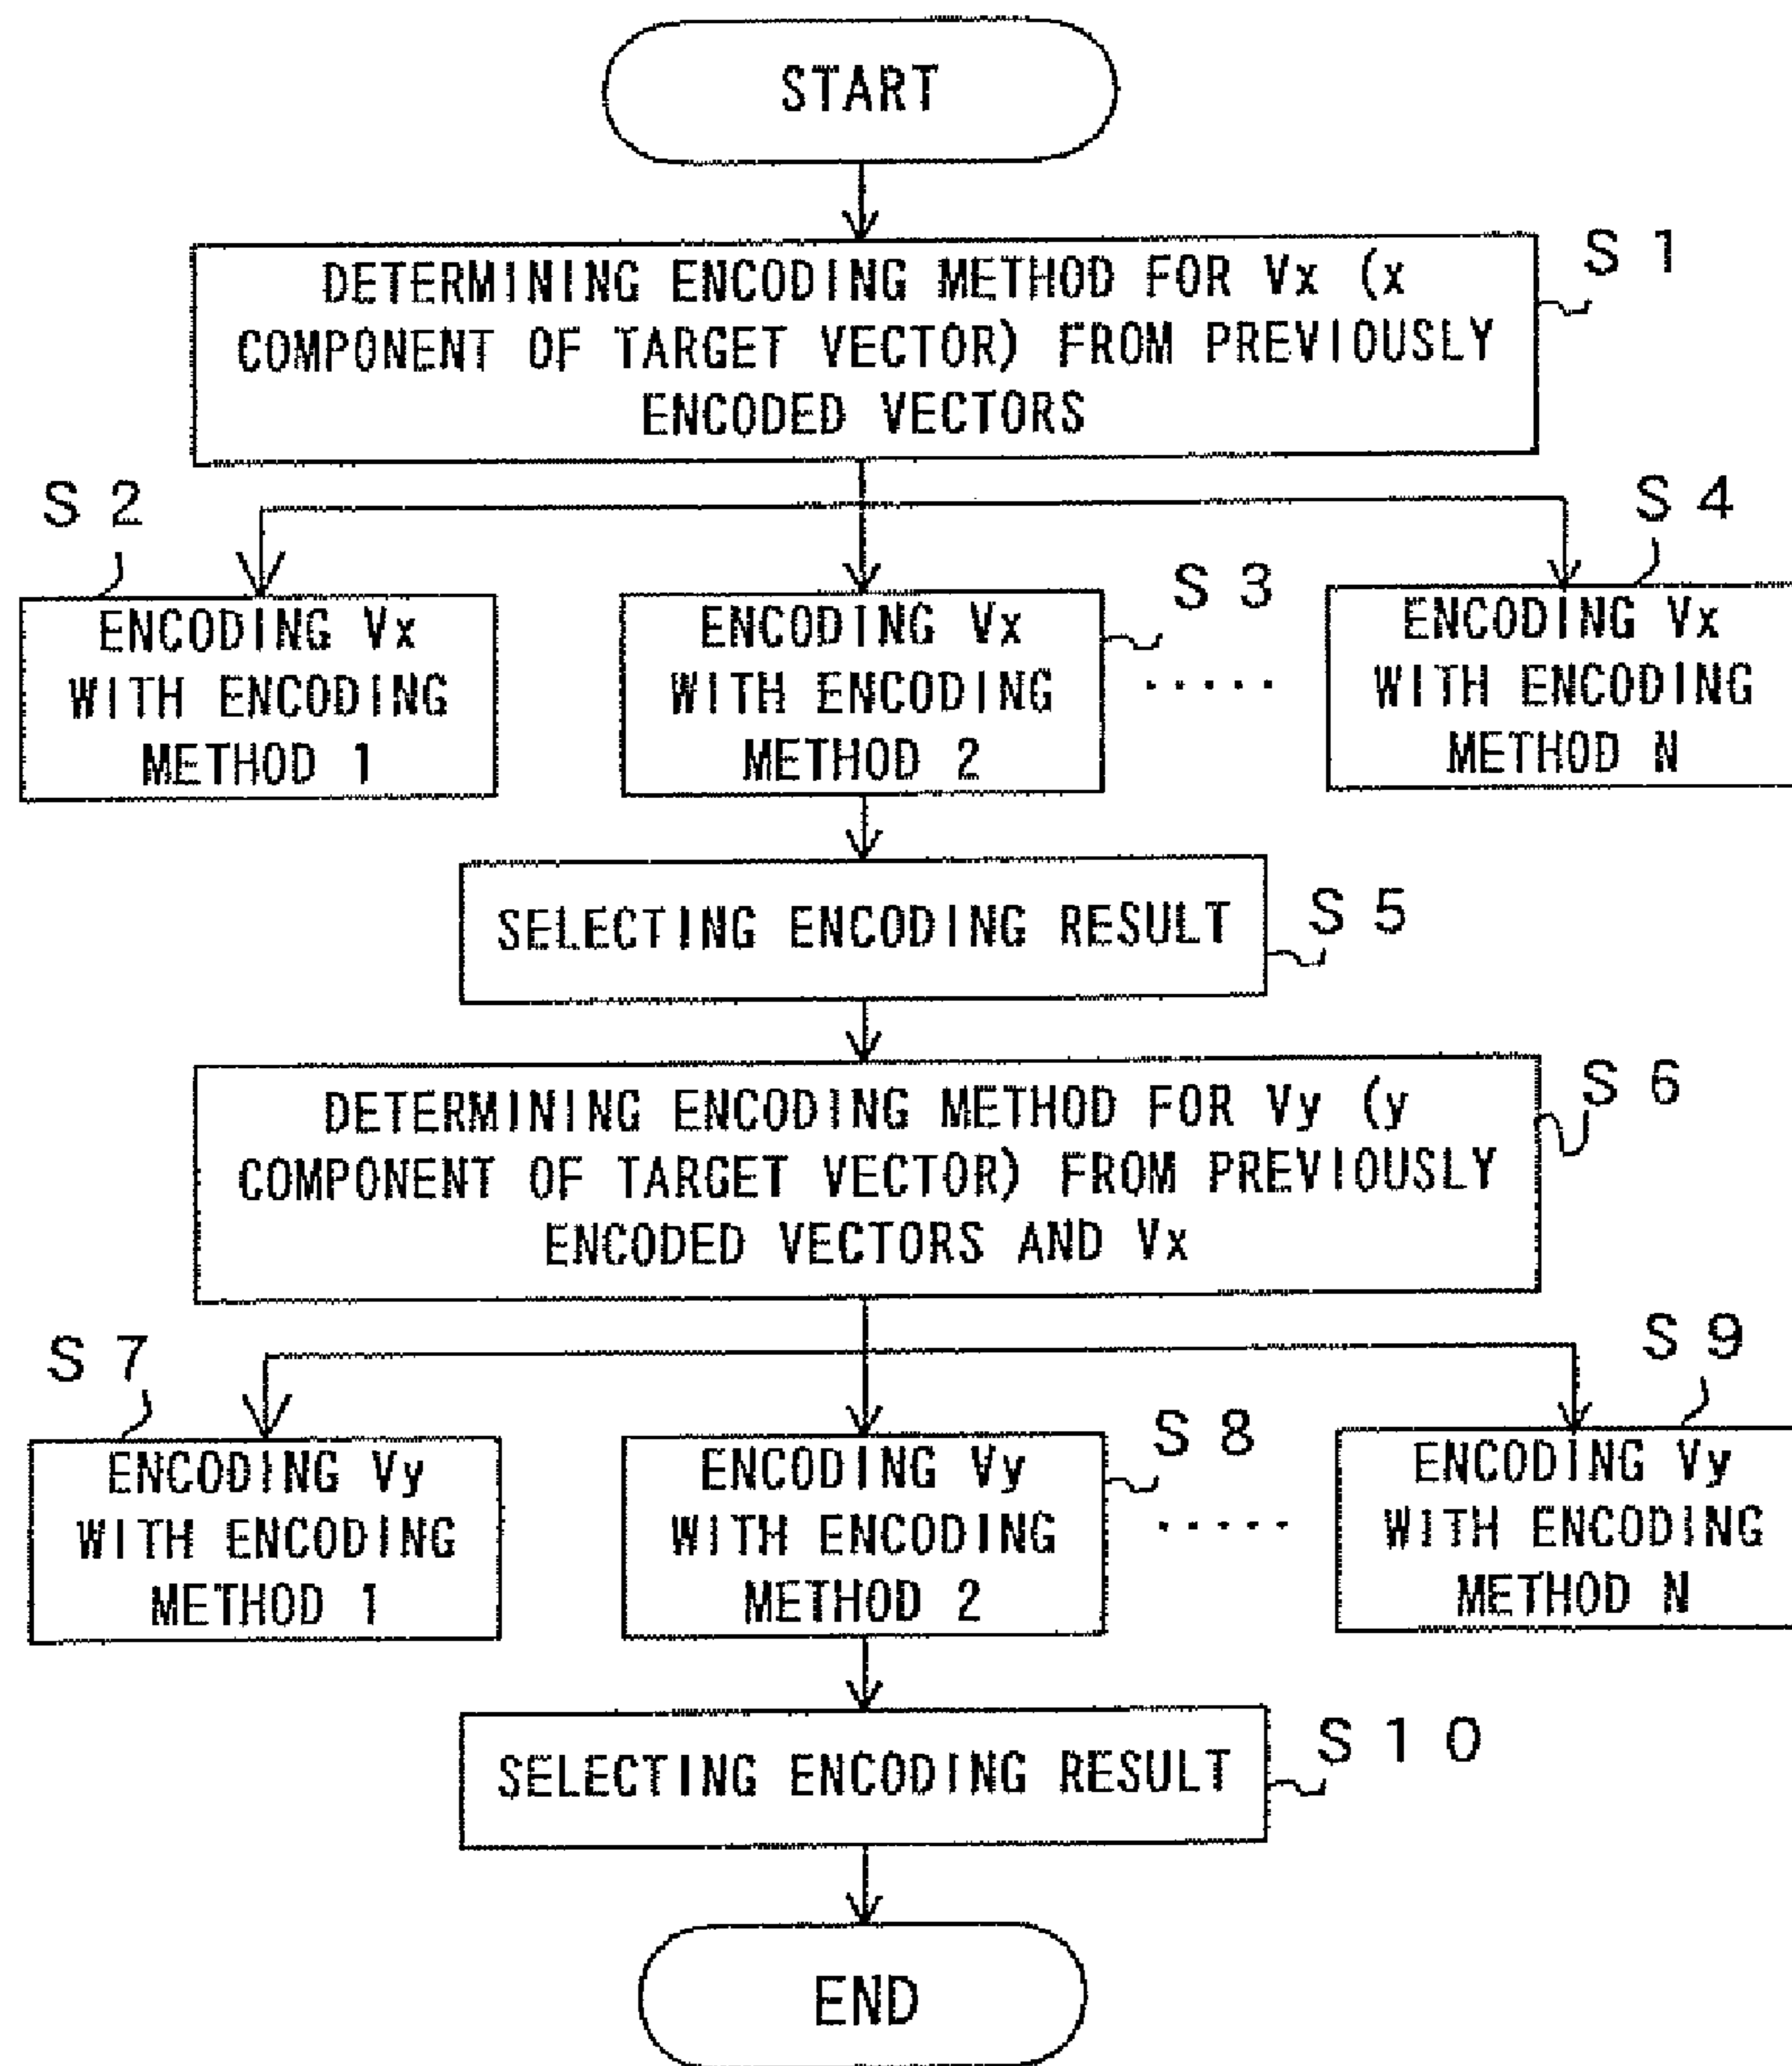 START
S 1
DETERMINING ENCODING METHOD FOR Vx (x
COMPONENT OF TARGET VECTOR) FROM PREVIOUSLY
ENCODED VECTORS
S 2
ENCODING Vx
WITH ENCODING
METHOD 1
S 3
ENCODING Vx
WITH ENCODING
METHOD 2
.....
S 4
ENCODING Vx
WITH ENCODING
METHOD N
SELECTING ENCODING RESULT
S 5
DETERMINING ENCODING METHOD FOR Vy (y
COMPONENT OF TARGET VECTOR) FROM PREVIOUSLY
ENCODED VECTORS AND Vx
S 6
S 7
ENCODING Vy
WITH ENCODING
METHOD 1
S 8
ENCODING Vy
WITH ENCODING
METHOD 2
.....
S 9
ENCODING Vy
WITH ENCODING
METHOD N
SELECTING ENCODING RESULT
S 1 0
END